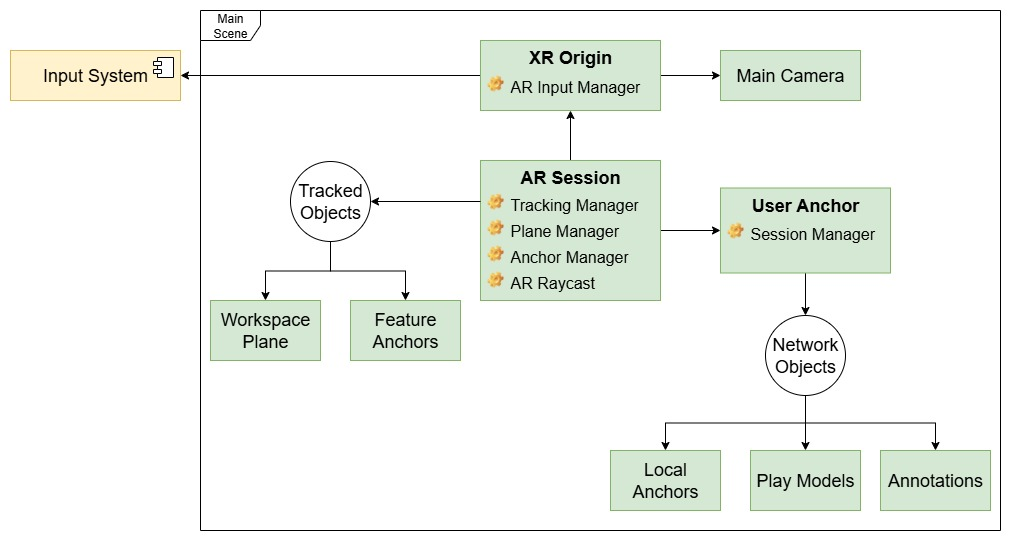 Main
Scene
Input System
XR Origin
AR Input Manager
Main Camera
Tracked
Objects
AR Session
Tracking Manager
Plane Manager
Anchor Manager
AR Raycast
User Anchor
Session Manager
Workspace
Plane
Feature
Anchors
Network
Objects
Local
Anchors
Play Models
Annotations